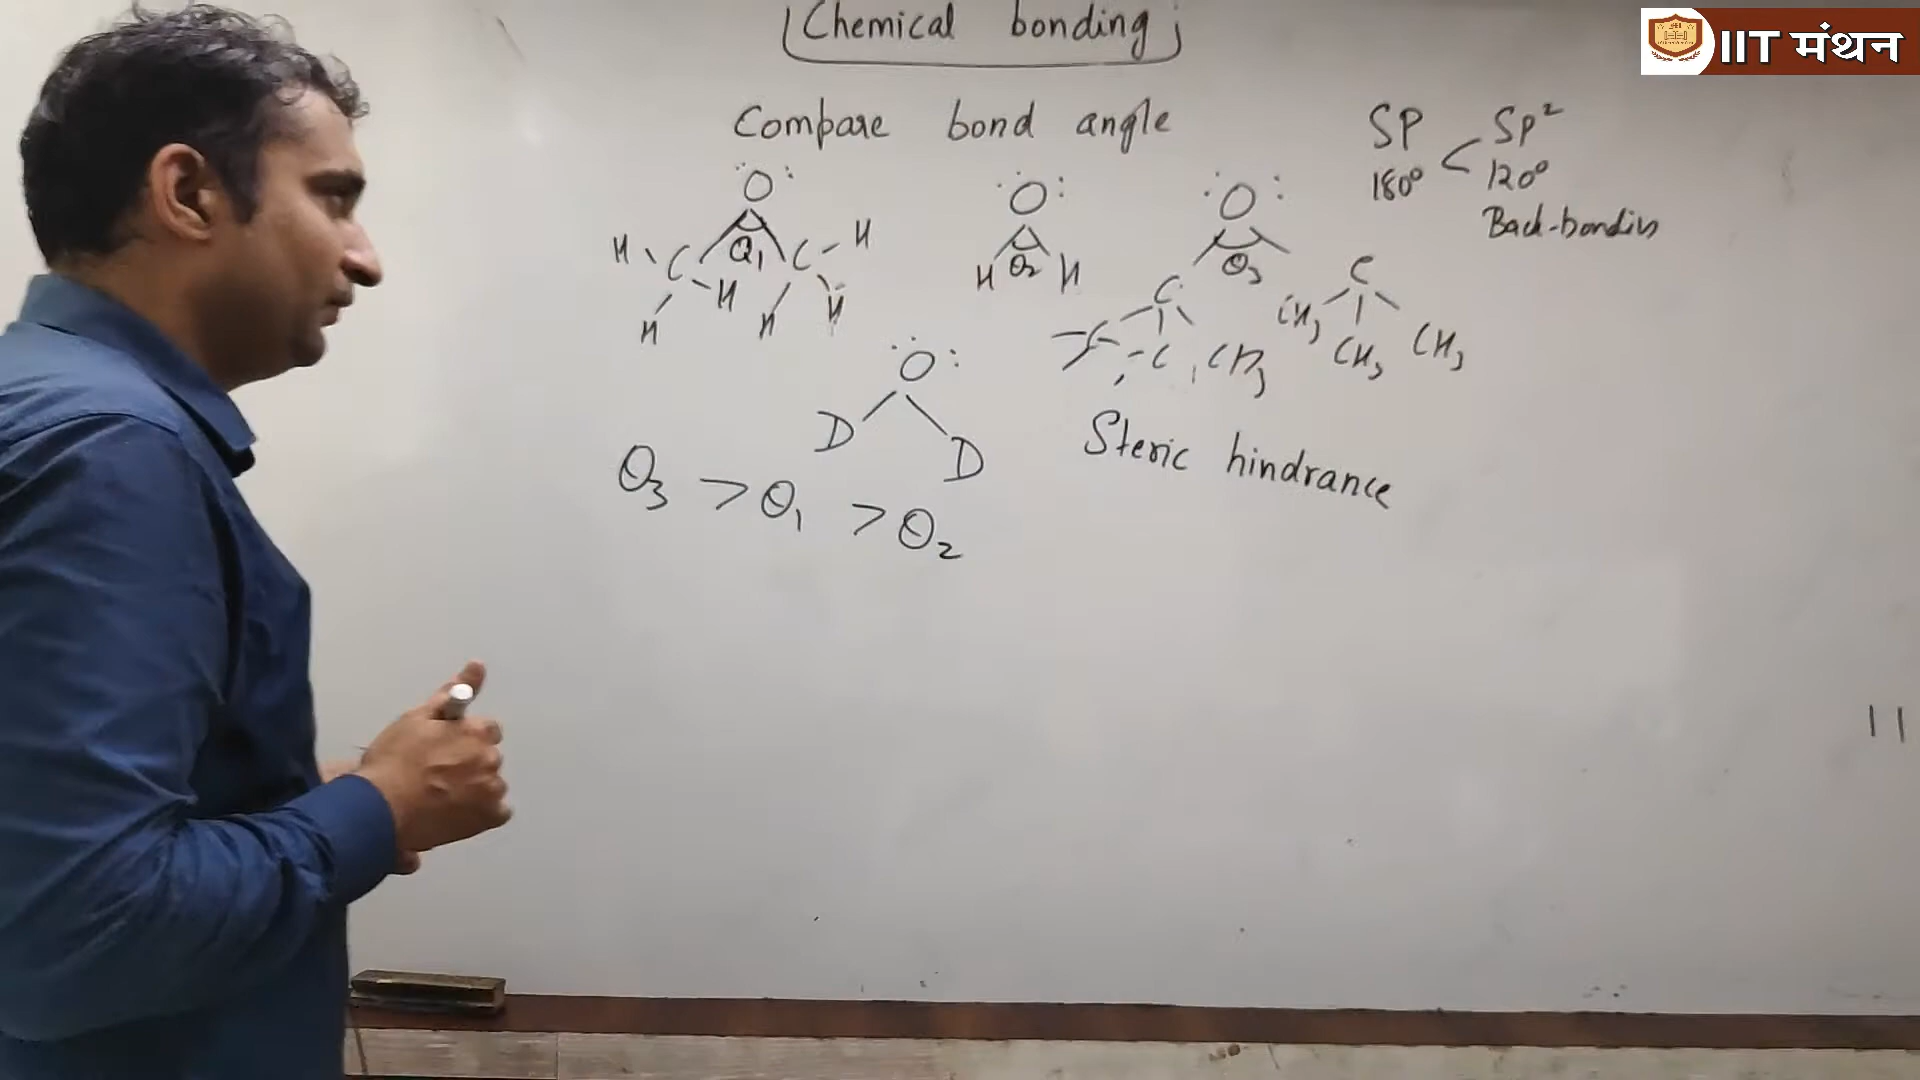 Chemical bonding
IIT मंथन
Compare bond angle
SP < SP²
180° 120°
Back-bonding
O O O
H C Q₁ C H
H H H H
H θ₂ H
θ₃
C C
C C CH₃
CH₃ CH₃ CH₃
O
D D
Steric hindrance
θ₃ > θ₁ > θ₂